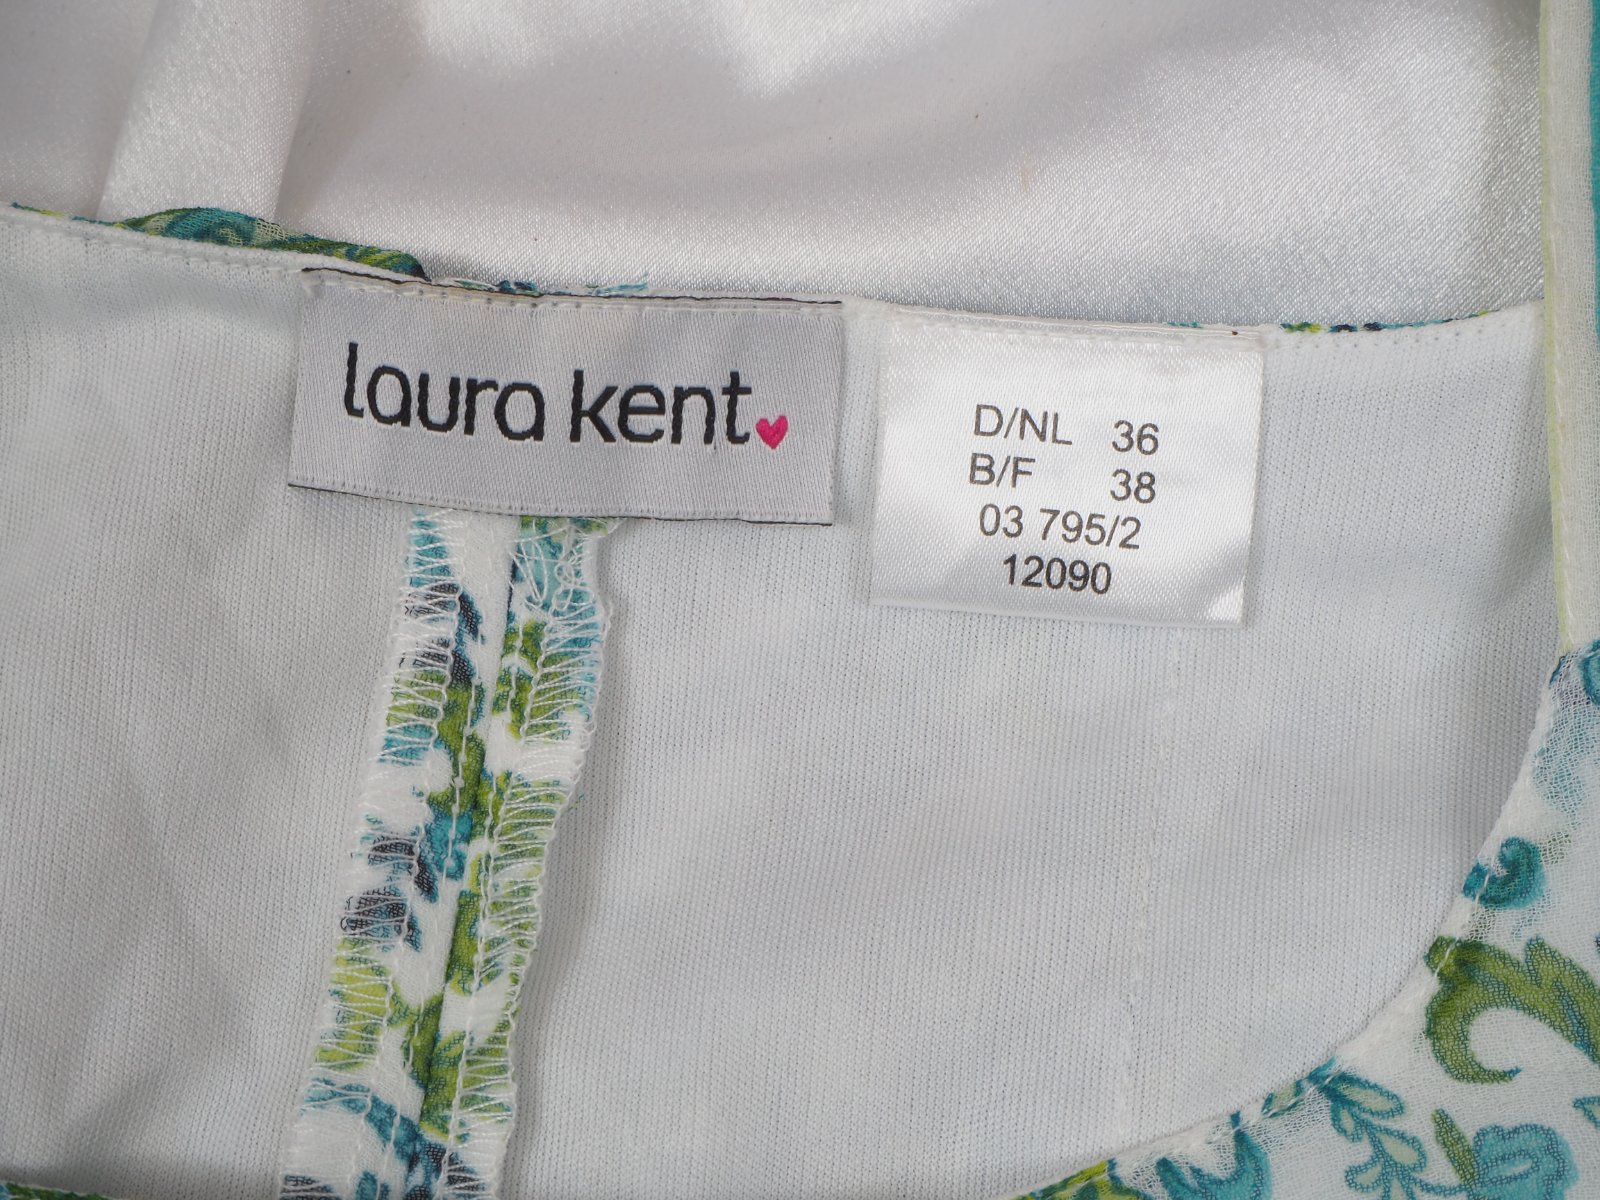 laura kent
D/NL 36
B/F 38
03 795/2
12090